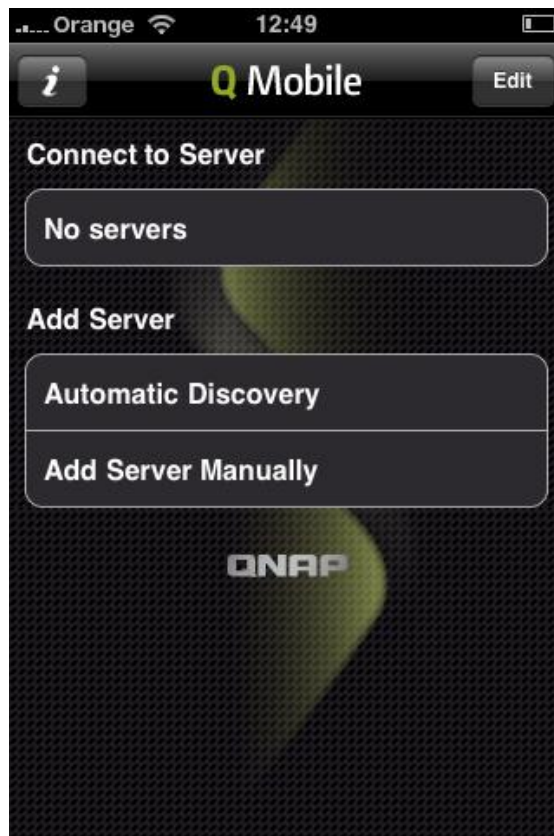 Orange 12:49
i Q Mobile Edit
Connect to Server
No servers
Add Server
Automatic Discovery
Add Server Manually
QNAP